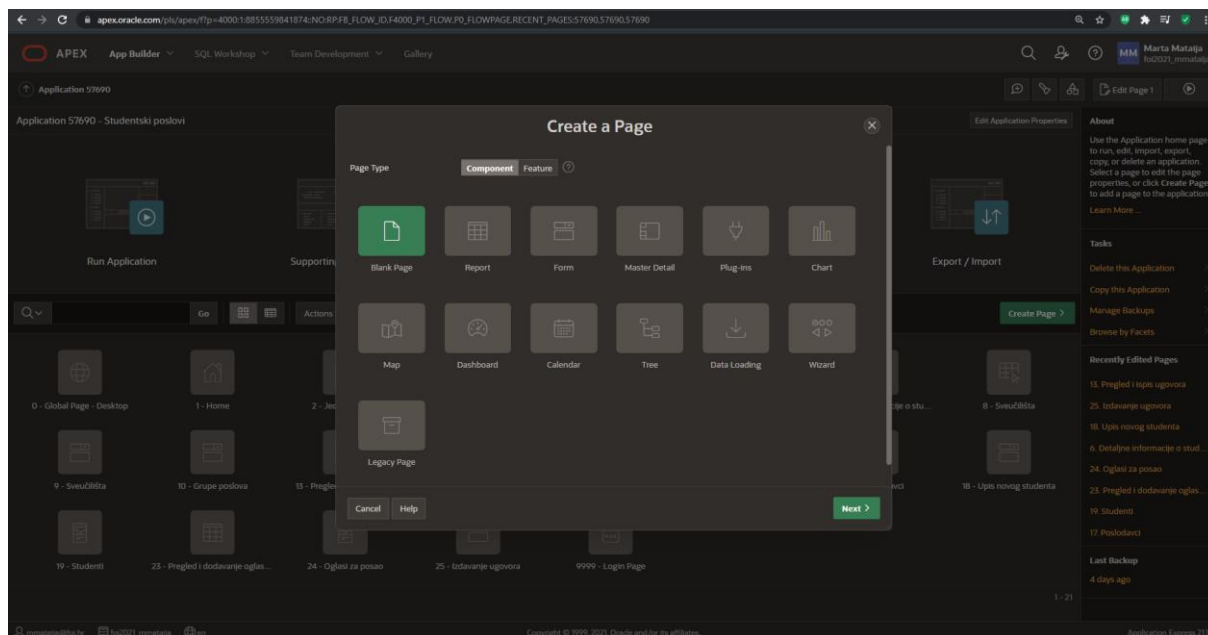 apex.oracle.com/pls/apex/f?p=4000:1:8855559841874::NO:RP:FB_FLOW_ID,F4000_P1_FLOW,P0_FLOWPAGE,RECENT_PAGES:57690,57690,57690
APEX App Builder SQL Workshop Team Development Gallery
MM Marta Matajia
foi2021_mmatajia
Application 57690
Edit Page 1
Application 57690 - Studentski poslovi
Edit Application Properties
Run Application
Supporting
Export / Import
Go
Actions
Create Page >
0 - Global Page - Desktop
1 - Home
8 - Sveučilišta
9 - Sveučilišta
10 - Grupe poslova
18 - Upis novog studenta
19 - Studenti
23 - Pregled i dodavanje oglas...
24 - Oglasi za posao
25 - Izdavanje ugovora
9999 - Login Page
1 - 21
Create a Page
Page Type
Component Feature
Blank Page
Report
Form
Master Detail
Plug-ins
Chart
Map
Dashboard
Calendar
Tree
Data Loading
Wizard
Legacy Page
Cancel
Help
Next >
About
Use the Application home page
to run, edit, import, export,
copy, or delete an application.
Select a page to edit the page
properties, or click Create Page
to add a page to the application
Learn More ...
Tasks
Delete this Application
Copy this Application
Manage Backups
Browse by Facets
Recently Edited Pages
13. Pregled i ispis ugovora
25. Izdavanje ugovora
18. Upis novog studenta
6. Detaljne informacije o stud...
24. Oglasi za posao
23. Pregled i dodavanje oglas...
19. Studenti
17. Poslodavci
Last Backup
4 days ago
en
Copyright © 1999, 2021, Oracle and/or its affiliates.
Application Express 21